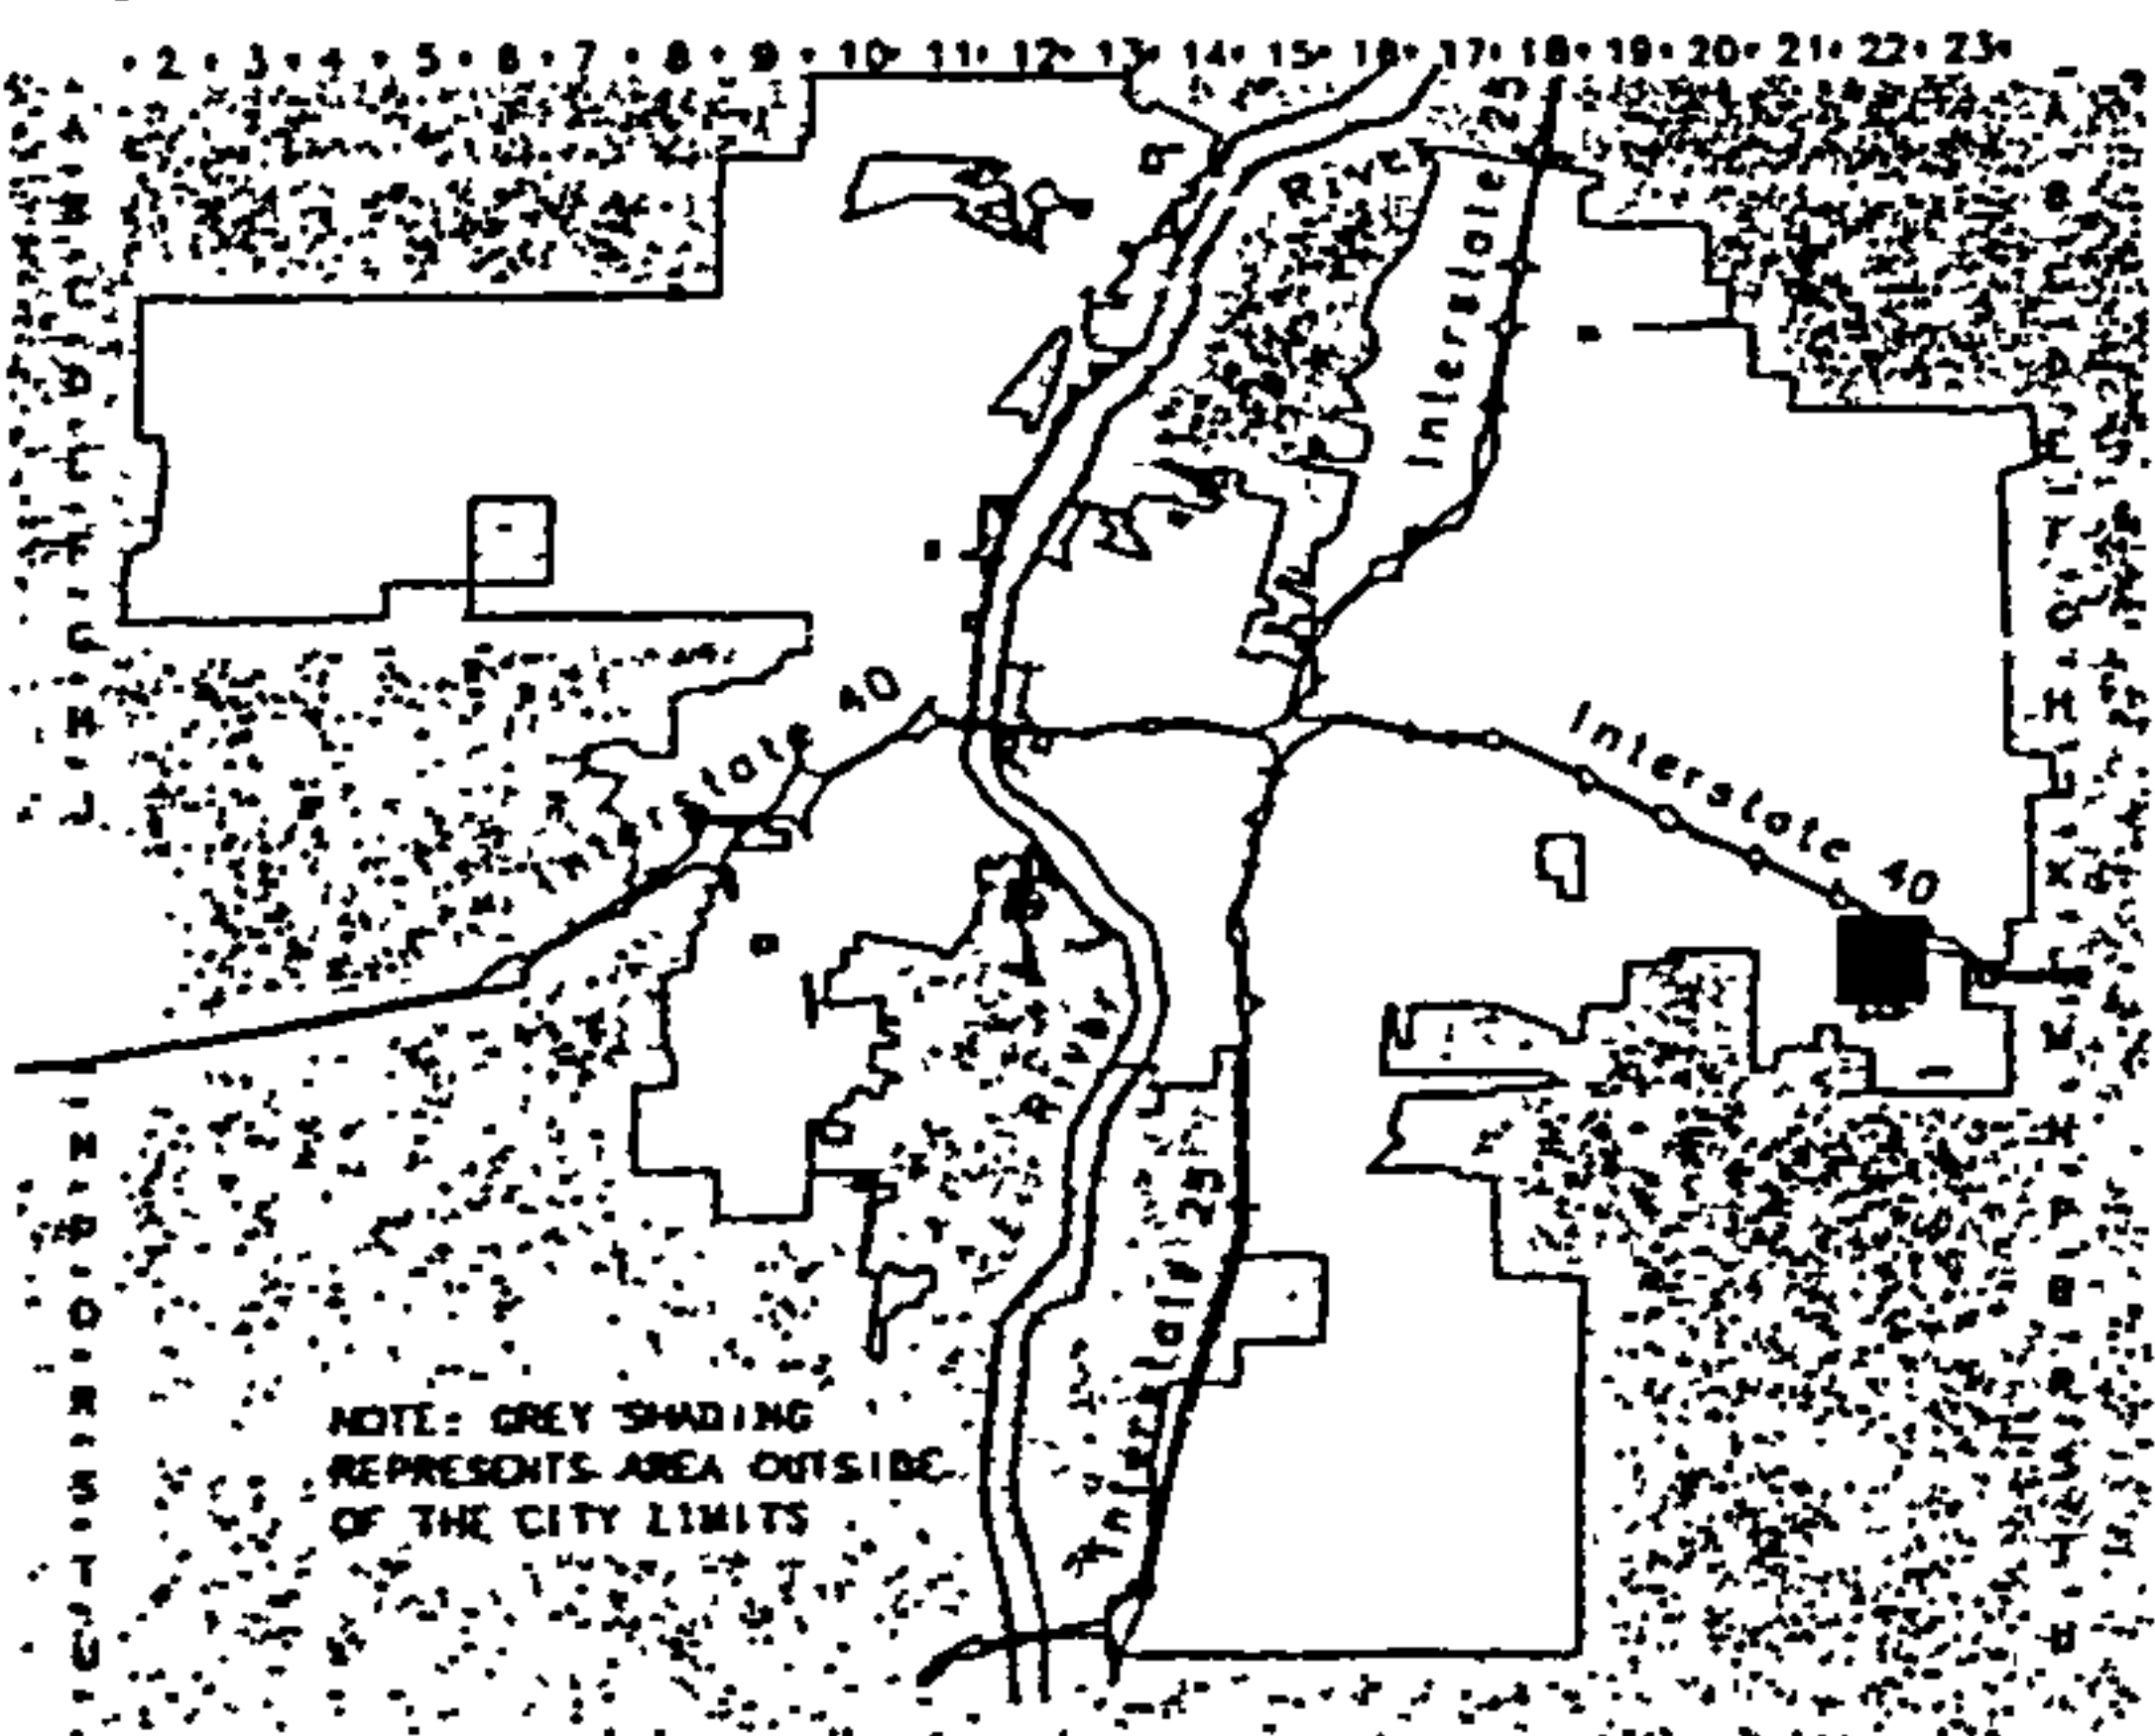 2 3 4 5 6 7 8 9 10 11 12 13 14 15 16 17 18 19 20 21 22 23
A
B
C
D
E
F
G
H
J
N
P
Q
R
S
T
U
River
Interstate 25
Interstate 40
Interstate 40
River
Interstate 25
NOTE: GREY SHADING
REPRESENTS AREA OUTSIDE
OF THE CITY LIMITS
A
B
C
D
E
F
G
H
J
K
L
M
N
P
Q
R
S
T
U